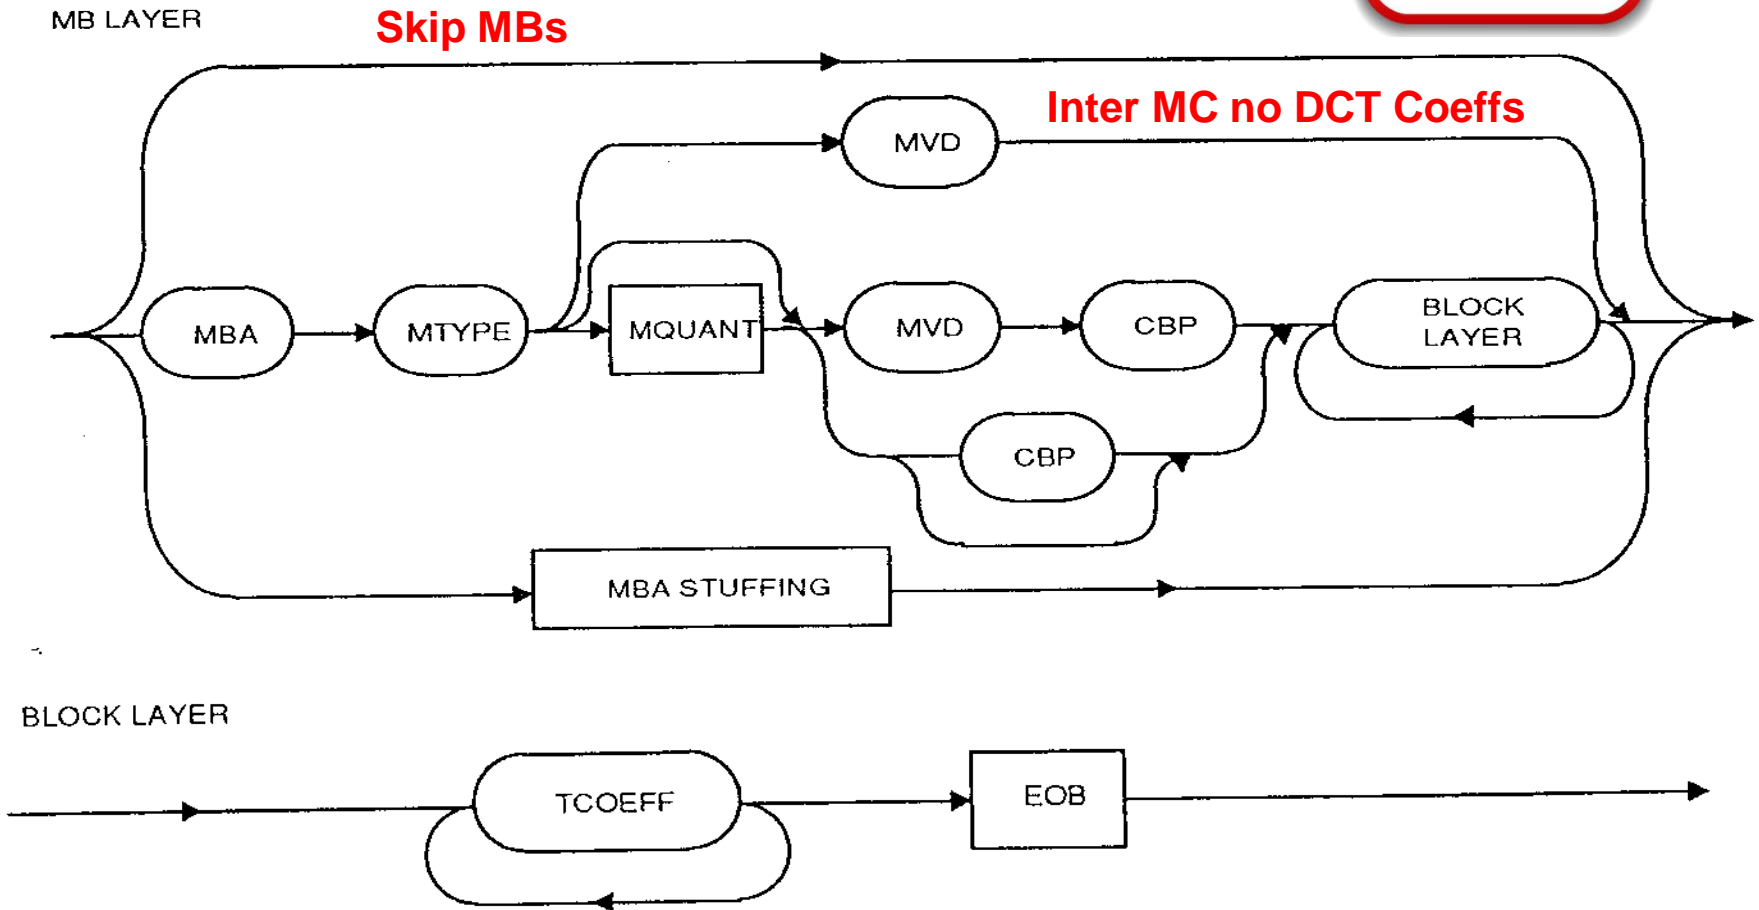 MB LAYER
Skip MBs
Inter MC no DCT Coeffs
MVD
MBA
MTYPE
MQUANT
MVD
CBP
BLOCK
LAYER
CBP
MBA STUFFING
BLOCK LAYER
TCOEFF
EOB